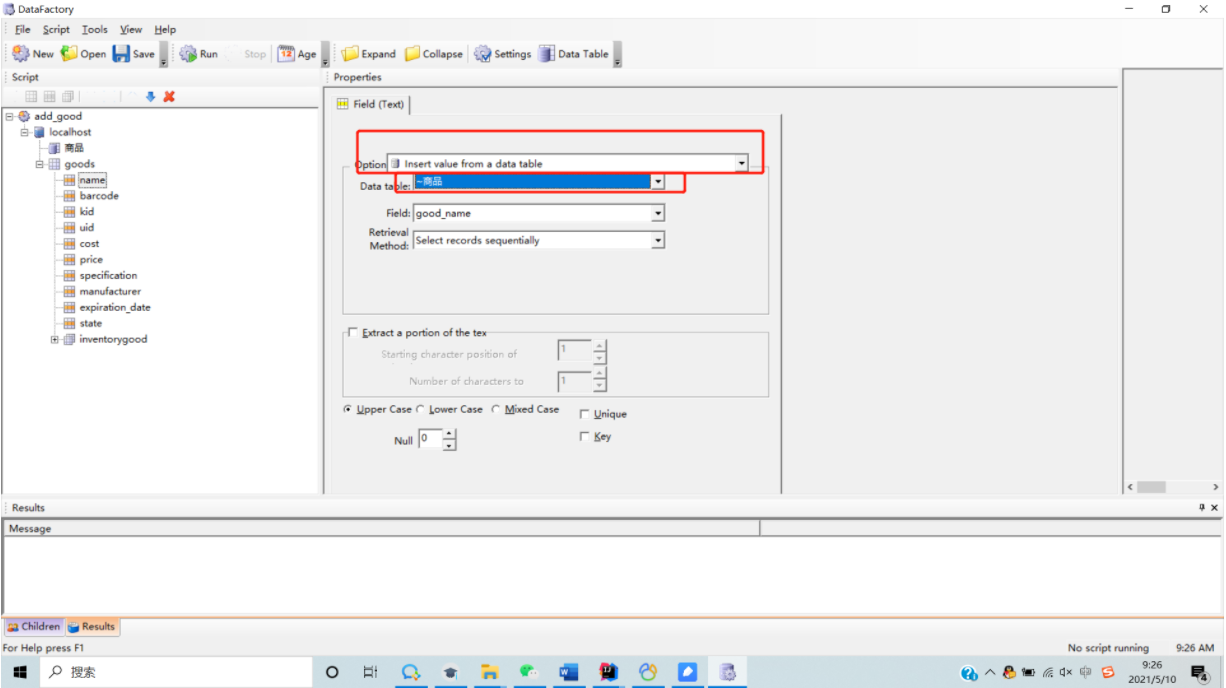 DataFactory
File Script Tools View Help
New Open Save Run Stop Age Expand Collapse Settings Data Table
Script
Properties
add_good
localhost
商品
goods
name
barcode
kid
uid
cost
price
specification
manufacturer
expiration_date
state
inventorygood
Field (Text)
Option Insert value from a data table
Data table: ~商品
Field: good_name
Retrieval
Method: Select records sequentially
Extract a portion of the tex
Starting character position of 1
Number of characters to 1
Upper Case Lower Case Mixed Case Unique
Null 0 Key
Results
Message
Children Results
For Help press F1 No script running 9:26 AM
搜索
中
9:26
2021/5/10
4